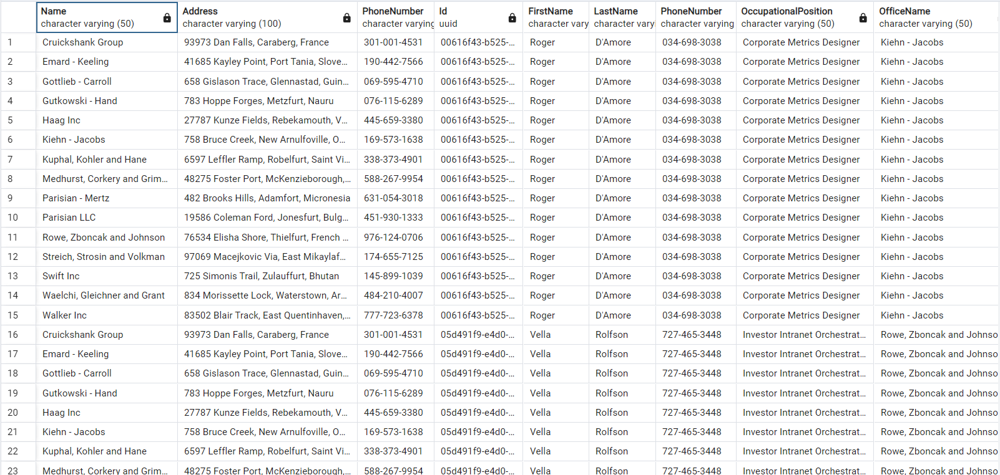 Name Address PhoneNumber Id FirstName LastName PhoneNumber OccupationalPosition OfficeName
character varying (50) character varying (100) character varying uuid character vary character vary character varying character varying (50) character varying (50)
1 Cruickshank Group 93973 Dan Falls, Caraberg, France 301-001-4531 00616f43-b525-... Roger D'Amore 034-698-3038 Corporate Metrics Designer Kiehn - Jacobs
2 Emard - Keeling 41685 Kayley Point, Port Tania, Slove... 190-442-7566 00616f43-b525-... Roger D'Amore 034-698-3038 Corporate Metrics Designer Kiehn - Jacobs
3 Gottlieb - Carroll 658 Gislason Trace, Glennastad, Guin... 069-595-4710 00616f43-b525-... Roger D'Amore 034-698-3038 Corporate Metrics Designer Kiehn - Jacobs
4 Gutkowski - Hand 783 Hoppe Forges, Metzfurt, Nauru 076-115-6289 00616f43-b525-... Roger D'Amore 034-698-3038 Corporate Metrics Designer Kiehn - Jacobs
5 Haag Inc 27787 Kunze Fields, Rebekamouth, V... 445-659-3380 00616f43-b525-... Roger D'Amore 034-698-3038 Corporate Metrics Designer Kiehn - Jacobs
6 Kiehn - Jacobs 758 Bruce Creek, New Arnulfoville, O... 169-573-1638 00616f43-b525-... Roger D'Amore 034-698-3038 Corporate Metrics Designer Kiehn - Jacobs
7 Kuphal, Kohler and Hane 6597 Leffler Ramp, Robelfurt, Saint Vi... 338-373-4901 00616f43-b525-... Roger D'Amore 034-698-3038 Corporate Metrics Designer Kiehn - Jacobs
8 Medhurst, Corkery and Grim... 48275 Foster Port, McKenzieborough,... 588-267-9954 00616f43-b525-... Roger D'Amore 034-698-3038 Corporate Metrics Designer Kiehn - Jacobs
9 Parisian - Mertz 482 Brooks Hills, Adamfort, Micronesia 631-054-3018 00616f43-b525-... Roger D'Amore 034-698-3038 Corporate Metrics Designer Kiehn - Jacobs
10 Parisian LLC 19586 Coleman Ford, Jonesfurt, Bulg... 451-930-1333 00616f43-b525-... Roger D'Amore 034-698-3038 Corporate Metrics Designer Kiehn - Jacobs
11 Rowe, Zboncak and Johnson 76534 Elisha Shore, Thielfurt, French ... 976-124-0706 00616f43-b525-... Roger D'Amore 034-698-3038 Corporate Metrics Designer Kiehn - Jacobs
12 Streich, Strosin and Volkman 97069 Macejkovic Via, East Mikaylaf... 174-655-7125 00616f43-b525-... Roger D'Amore 034-698-3038 Corporate Metrics Designer Kiehn - Jacobs
13 Swift Inc 725 Simonis Trail, Zulauffurt, Bhutan 145-899-1039 00616f43-b525-... Roger D'Amore 034-698-3038 Corporate Metrics Designer Kiehn - Jacobs
14 Waelchi, Gleichner and Grant 834 Morissette Lock, Waterstown, Ar... 484-210-4007 00616f43-b525-... Roger D'Amore 034-698-3038 Corporate Metrics Designer Kiehn - Jacobs
15 Walker Inc 83502 Blair Track, East Quentinhaven,... 777-723-6378 00616f43-b525-... Roger D'Amore 034-698-3038 Corporate Metrics Designer Kiehn - Jacobs
16 Cruickshank Group 93973 Dan Falls, Caraberg, France 301-001-4531 05d491f9-e4d0-... Vella Rolfson 727-465-3448 Investor Intranet Orchestrat... Rowe, Zboncak and Johnso
17 Emard - Keeling 41685 Kayley Point, Port Tania, Slove... 190-442-7566 05d491f9-e4d0-... Vella Rolfson 727-465-3448 Investor Intranet Orchestrat... Rowe, Zboncak and Johnso
18 Gottlieb - Carroll 658 Gislason Trace, Glennastad, Guin... 069-595-4710 05d491f9-e4d0-... Vella Rolfson 727-465-3448 Investor Intranet Orchestrat... Rowe, Zboncak and Johnso
19 Gutkowski - Hand 783 Hoppe Forges, Metzfurt, Nauru 076-115-6289 05d491f9-e4d0-... Vella Rolfson 727-465-3448 Investor Intranet Orchestrat... Rowe, Zboncak and Johnso
20 Haag Inc 27787 Kunze Fields, Rebekamouth, V... 445-659-3380 05d491f9-e4d0-... Vella Rolfson 727-465-3448 Investor Intranet Orchestrat... Rowe, Zboncak and Johnso
21 Kiehn - Jacobs 758 Bruce Creek, New Arnulfoville, O... 169-573-1638 05d491f9-e4d0-... Vella Rolfson 727-465-3448 Investor Intranet Orchestrat... Rowe, Zboncak and Johnso
22 Kuphal, Kohler and Hane 6597 Leffler Ramp, Robelfurt, Saint Vi... 338-373-4901 05d491f9-e4d0-... Vella Rolfson 727-465-3448 Investor Intranet Orchestrat... Rowe, Zboncak and Johnso
23 Medhurst, Corkery and Grim... 48275 Foster Port, McKenzieborough,... 588-267-9954 05d491f9-e4d0-... Vella Rolfson 727-465-3448 Investor Intranet Orchestrat... Rowe, Zboncak and Johnso